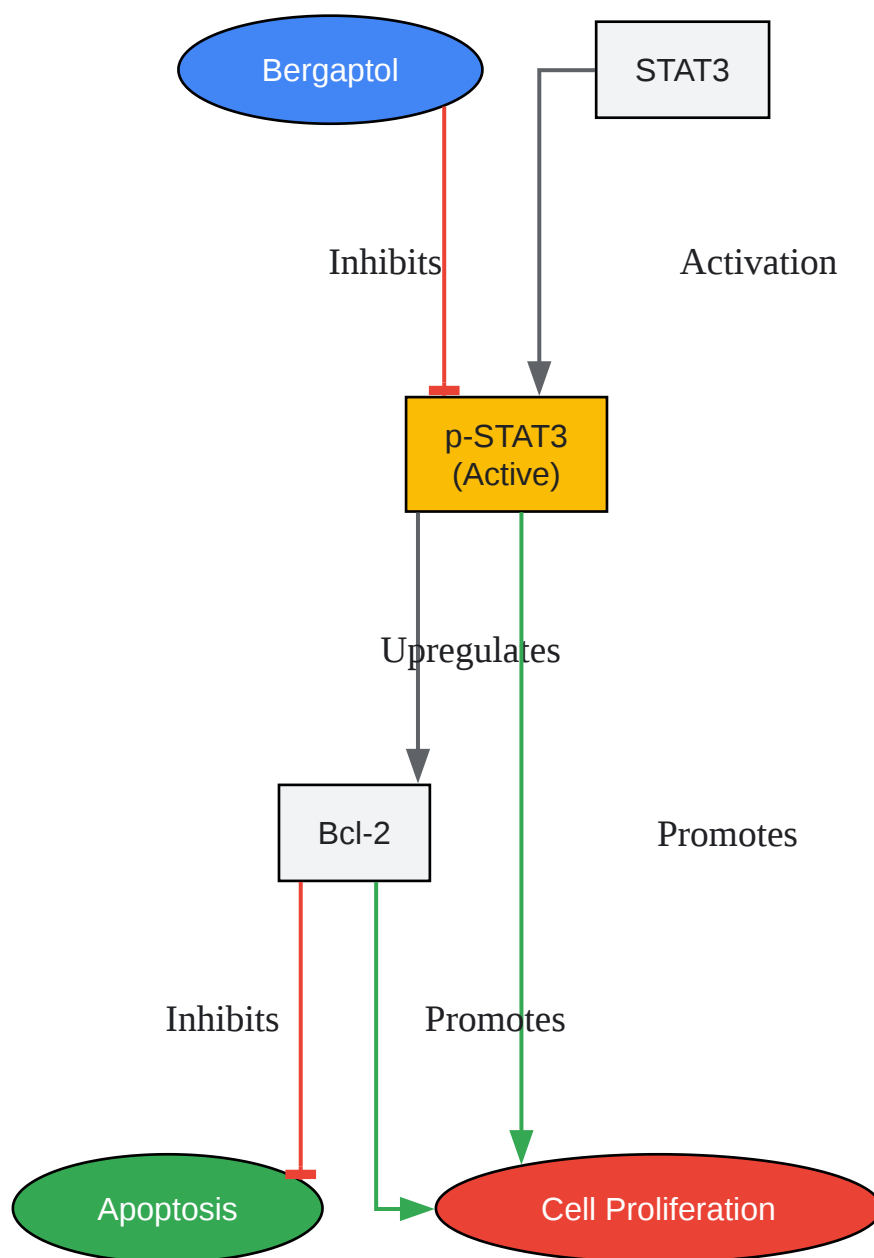 Bergaptol
STAT3
Inhibits
Activation
p-STAT3
(Active)
Upregulates
Bcl-2
Promotes
Inhibits
Promotes
Apoptosis
Cell Proliferation